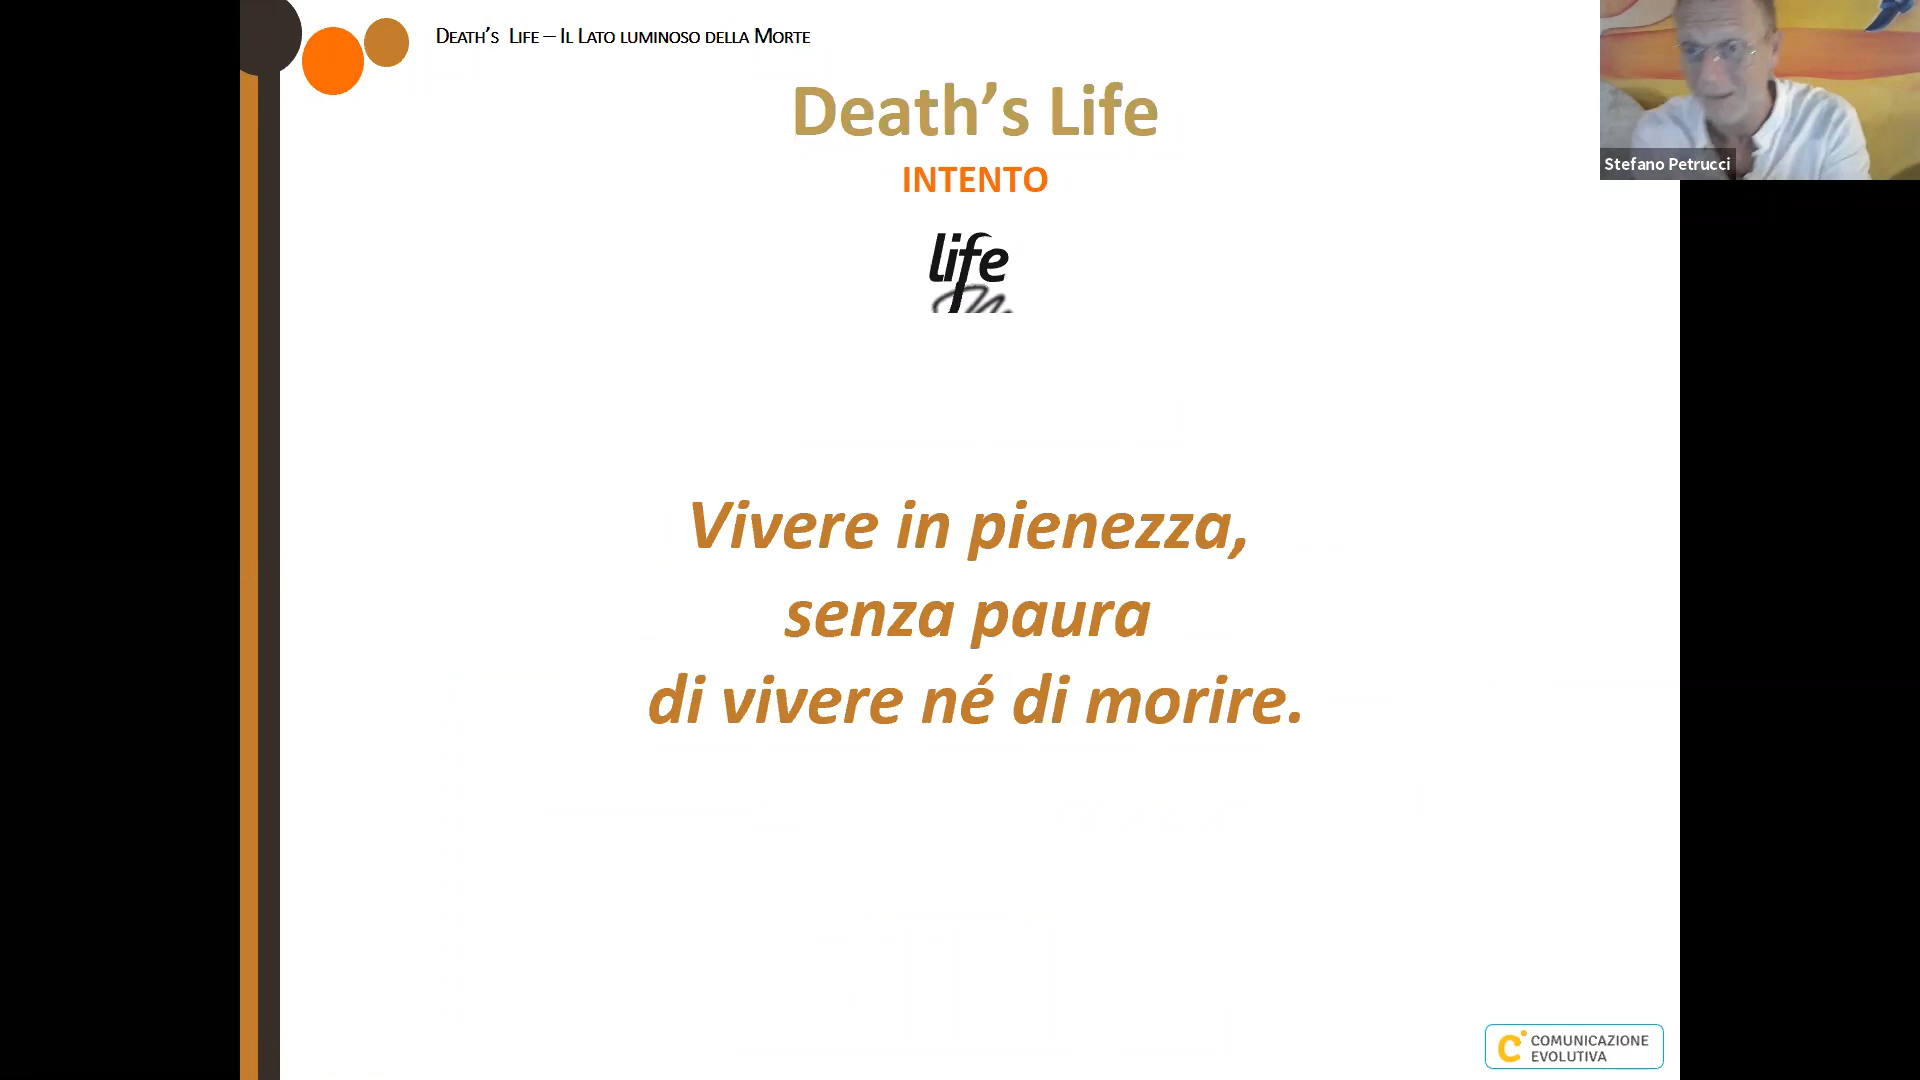 Death's Life – Il Lato luminoso della Morte
Death's Life
INTENTO
life
Vivere in pienezza,
senza paura
di vivere né di morire.
Stefano Petrucci
COMUNICAZIONE
EVOLUTIVA